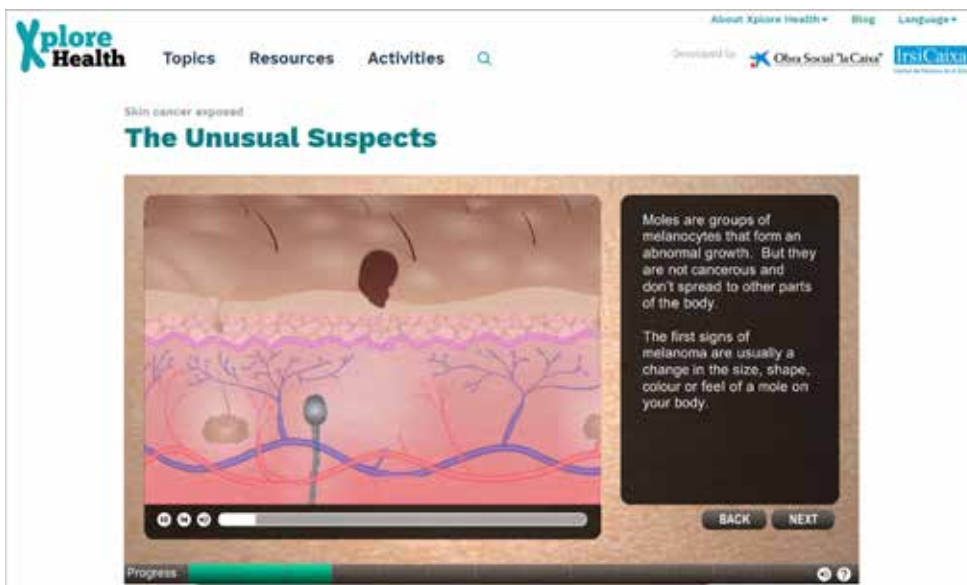 About Xplore Health Blog Language
Xplore
Health
Topics Resources Activities
Developed by Obra Social "la Caixa" IrsiCaixa
Skin cancer exposed
The Unusual Suspects
Moles are groups of
melanocytes that form an
abnormal growth. But they
are not cancerous and
don't spread to other parts
of the body.
The first signs of
melanoma are usually a
change in the size, shape,
colour or feel of a mole on
your body.
BACK NEXT
Progress
?